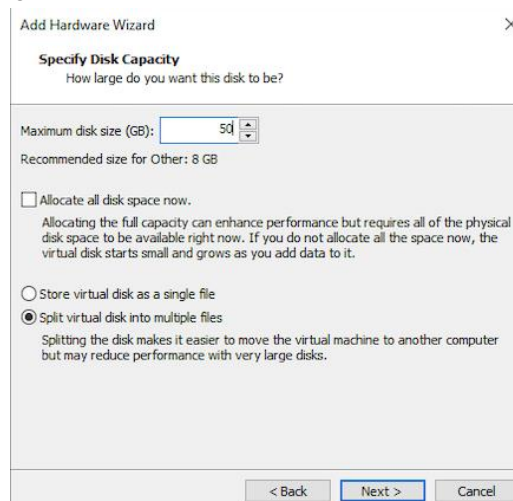 Add Hardware Wizard
Specify Disk Capacity
How large do you want this disk to be?
Maximum disk size (GB): 50
Recommended size for Other: 8 GB
Allocate all disk space now.
Allocating the full capacity can enhance performance but requires all of the physical
disk space to be available right now. If you do not allocate all the space now, the
virtual disk starts small and grows as you add data to it.
Store virtual disk as a single file
Split virtual disk into multiple files
Splitting the disk makes it easier to move the virtual machine to another computer
but may reduce performance with very large disks.
< Back Next > Cancel